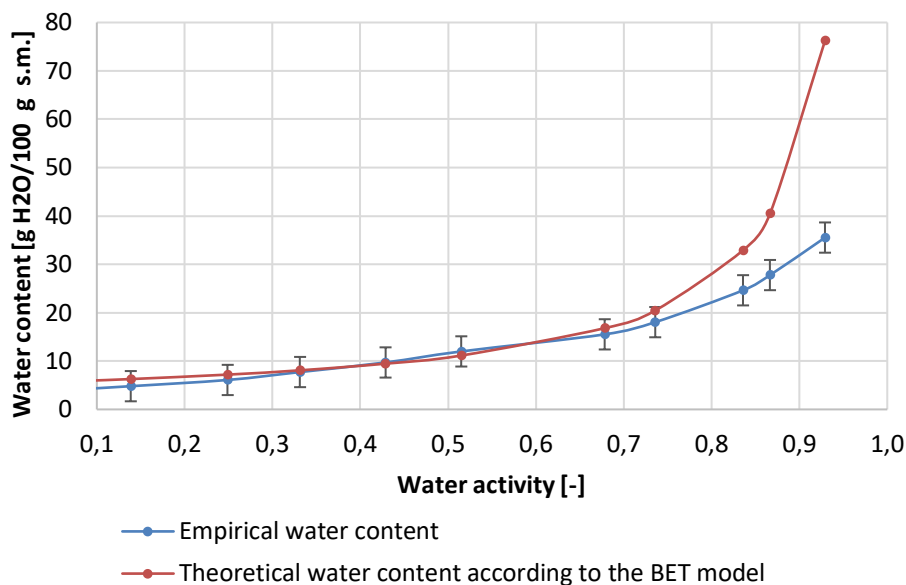 Water content [g H2O/100 g s.m.]
80
70
60
50
40
30
20
10
0
0,1 0,2 0,3 0,4 0,5 0,6 0,7 0,8 0,9 1,0
Water activity [-]
Empirical water content
Theoretical water content according to the BET model